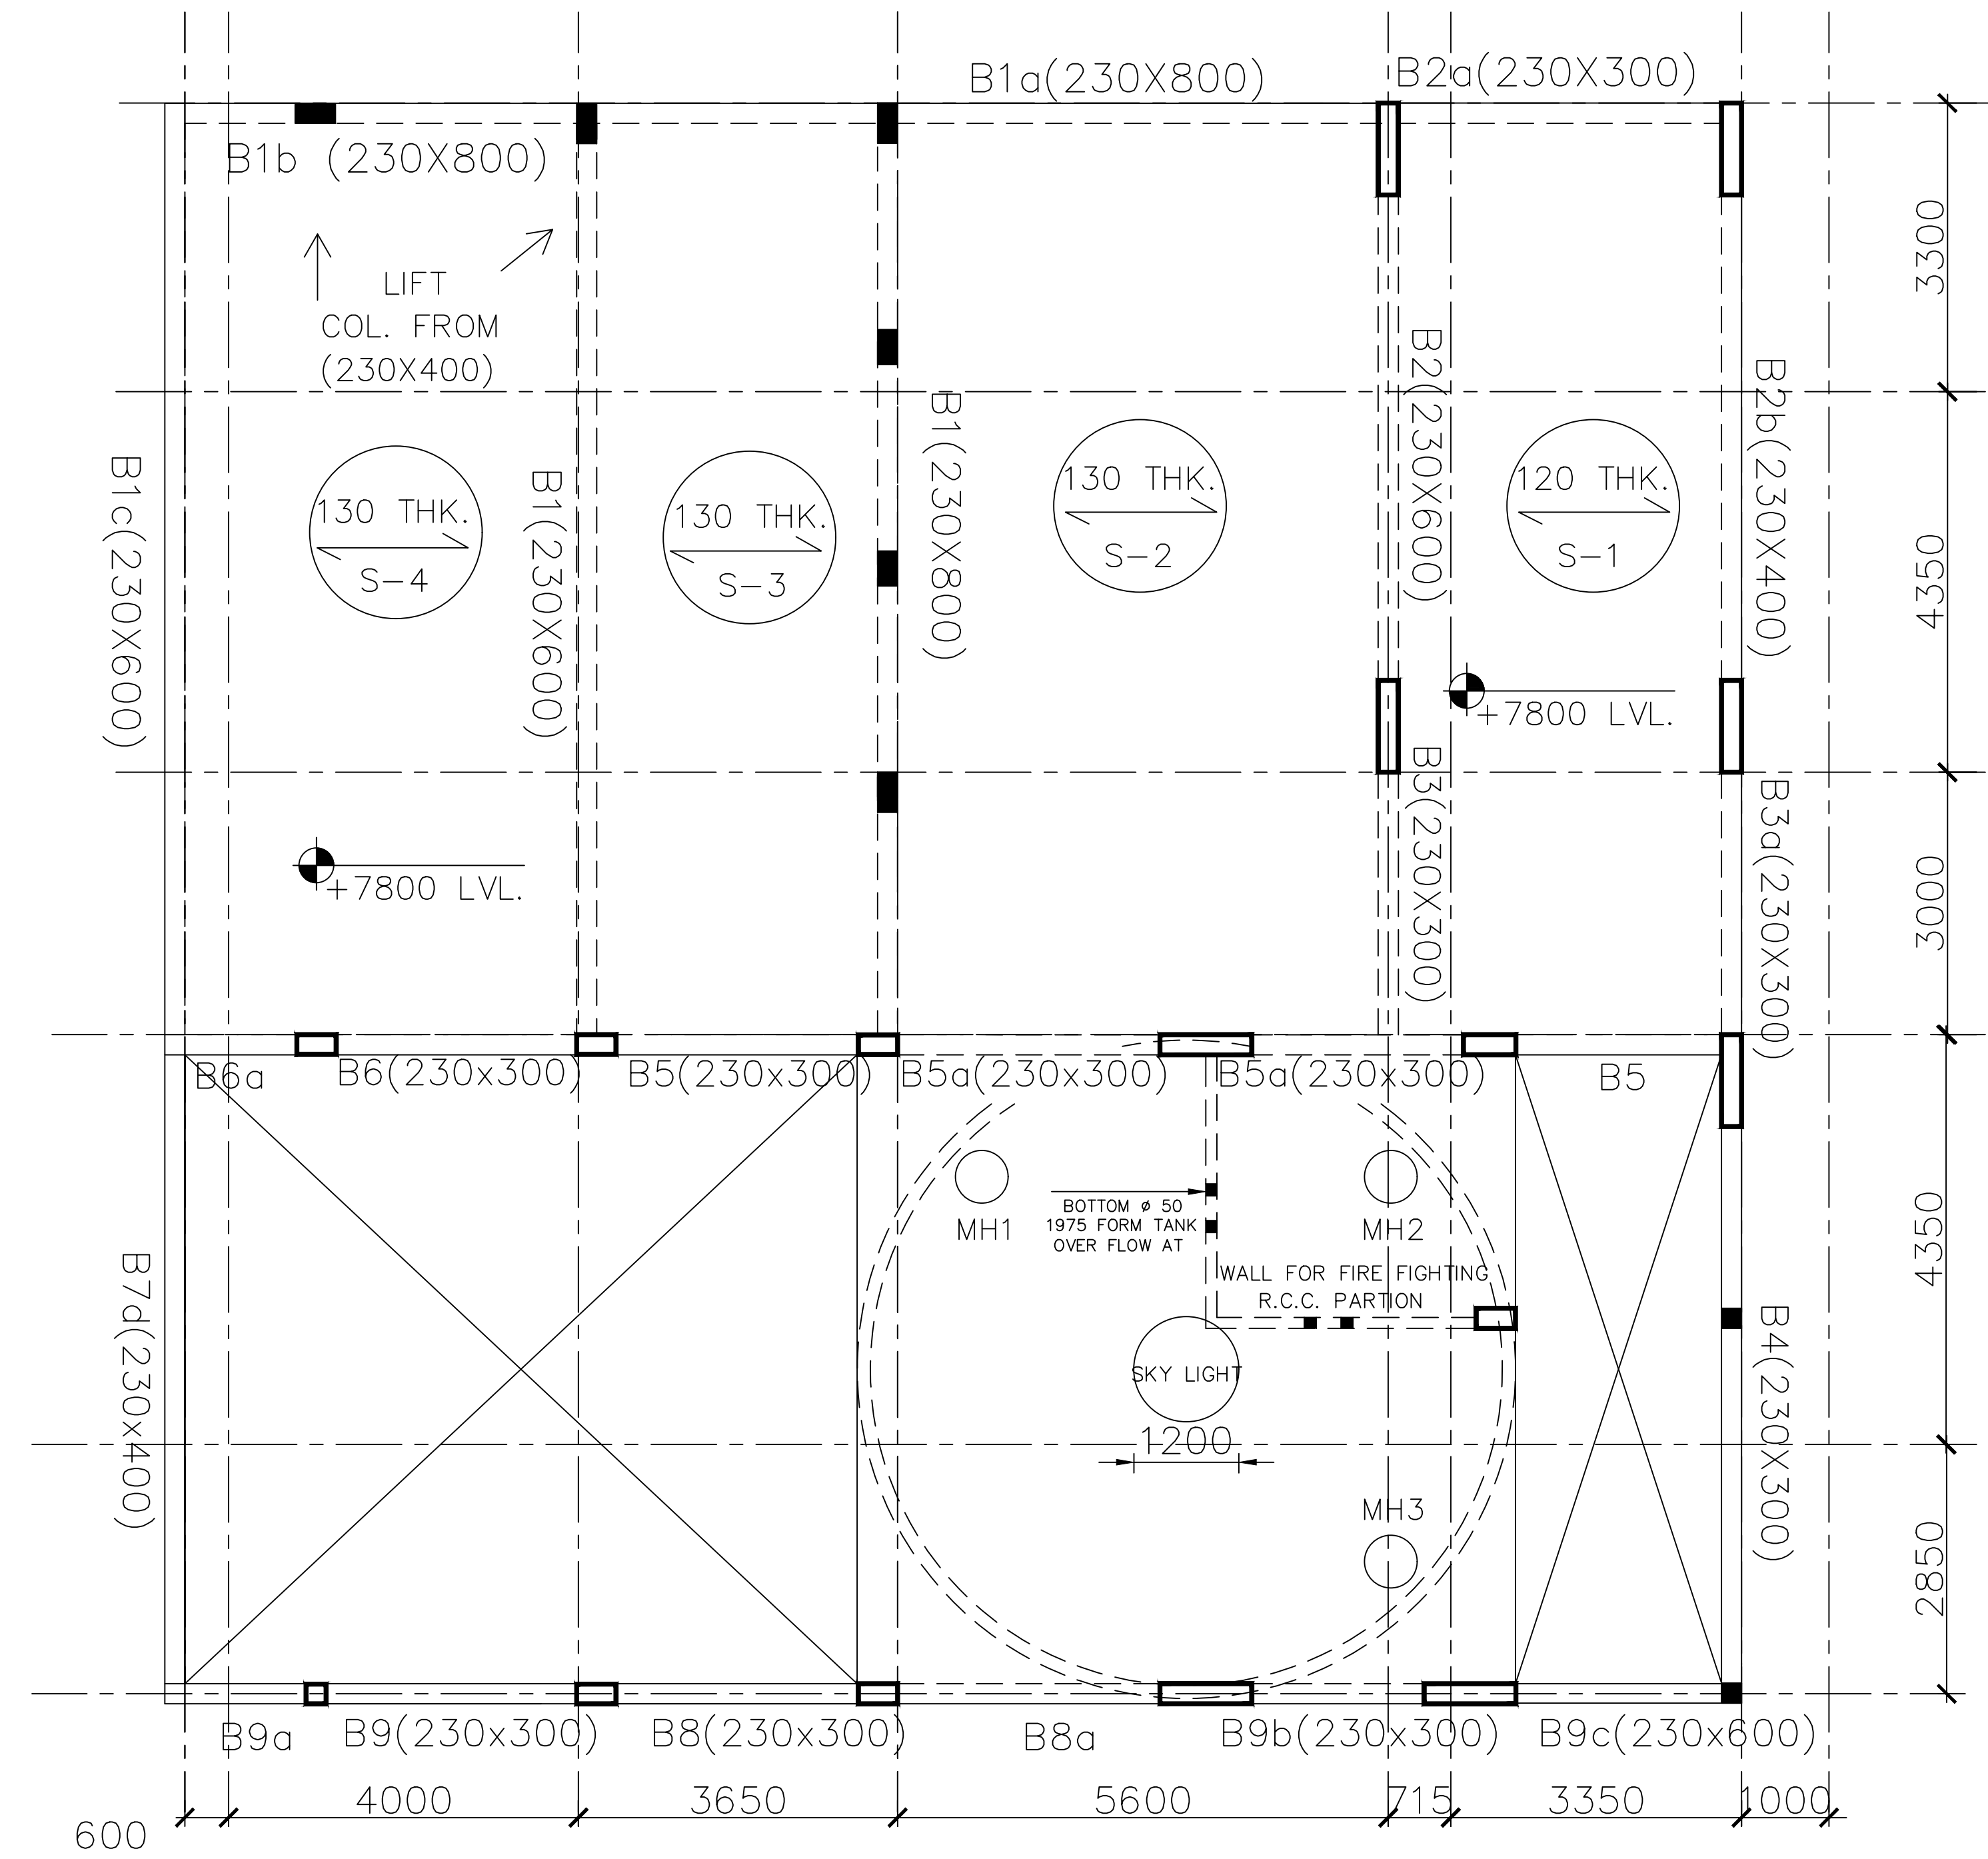 B1a(230X800)
B2a(230X300)
B1b (230X800)
LIFT
COL. FROM
(230X400)
3300
B1c(230X600)
130 THK.
S-4
B1(230X600)
130 THK.
S-3
B1(230X800)
130 THK.
S-2
B2(230X600)
120 THK.
S-1
B2b(230X400)
4350
+7800 LVL.
+7800 LVL.
B3(230X300)
B3a(230X300)
3000
B6a
B6(230x300)
B5(230x300)
B5a(230x300)
B5a(230x300)
B5
MH1
BOTTOM ø 50
1975 FORM TANK
OVER FLOW AT
MH2
WALL FOR FIRE FIGHTING
R.C.C. PARTION
4350
B7d(230x400)
SKY LIGHT
1200
B4(230X300)
MH3
2850
B9a
B9(230x300)
B8(230x300)
B8a
B9b(230x300)
B9c(230x600)
600
4000
3650
5600
715
3350
1000